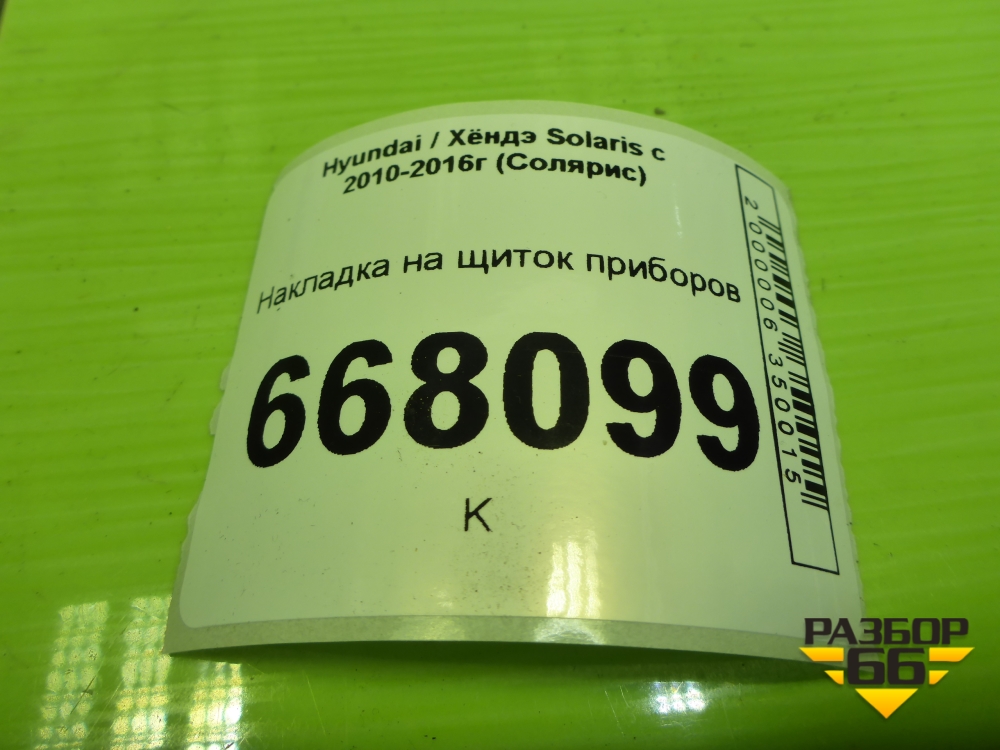 Hyundai / Хёндэ Solaris с
2010-2016г (Солярис)
Накладка на щиток приборов
668099
К
2000006350015
РАЗБОР
66